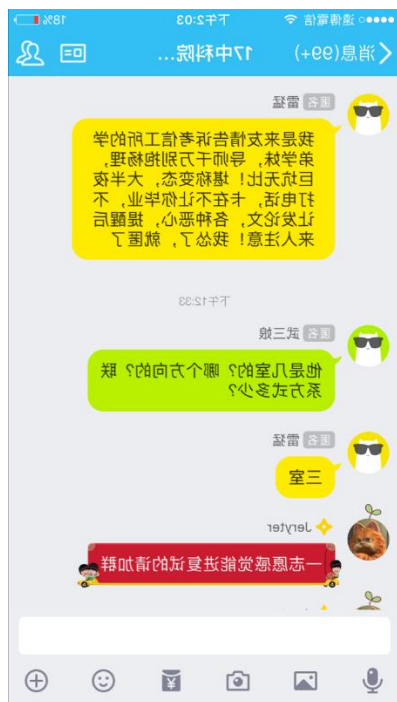 遠傳電信 下午2:03 18%
消息(99+) 17中科院...
匿名 雷猛
我是来友情告诉考信工所的学
弟学妹，导师千万别抱杨理，
巨坑无比！堪称变态，大半夜
打电话，卡在不让你毕业，不
让发论文，各种恶心，提醒后
来人注意！我怂了，就匿了
下午12:33
匿名 武三娘
他是几室的？哪个方向的？联
系方式多少？
匿名 雷猛
三室
Jeryter
一志愿感觉能进复试的请加群